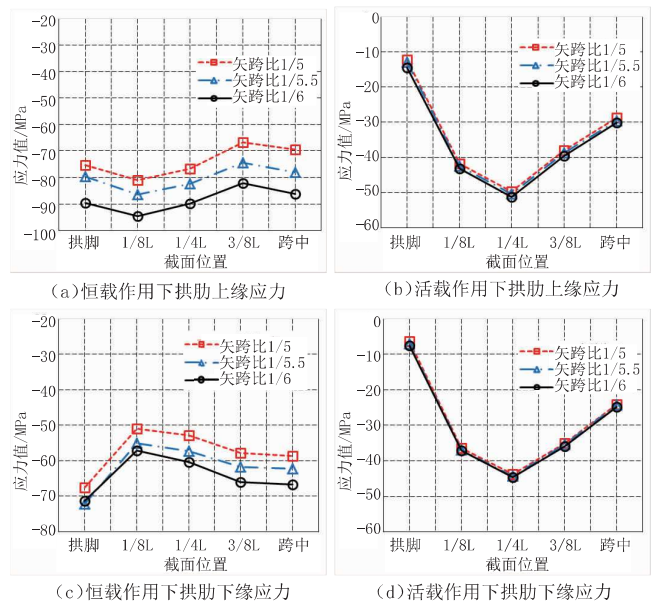 -20
-30
-40
-50
-60
-70
-80
-90
-100
应力值/MPa
矢跨比1/5
矢跨比1/5.5
矢跨比1/6
拱脚 1/8L 1/4L 3/8L 跨中
截面位置
(a)恒载作用下拱肋上缘应力
0
-10
-20
-30
-40
-50
-60
应力值/MPa
矢跨比1/5
矢跨比1/5.5
矢跨比1/6
拱脚 1/8L 1/4L 3/8L 跨中
截面位置
(b)活载作用下拱肋上缘应力
-20
-20
-40
-50
-60
-70
-80
应力值/MPa
矢跨比1/5
矢跨比1/5.5
矢跨比1/6
拱脚 1/8L 1/4L 3/8L 跨中
截面位置
(c)恒载作用下拱肋下缘应力
0
-10
-20
-30
-40
-50
-60
应力值/MPa
矢跨比1/5
矢跨比1/5.5
矢跨比1/6
拱脚 1/8L 1/4L 3/8L 跨中
截面位置
(d)活载作用下拱肋下缘应力